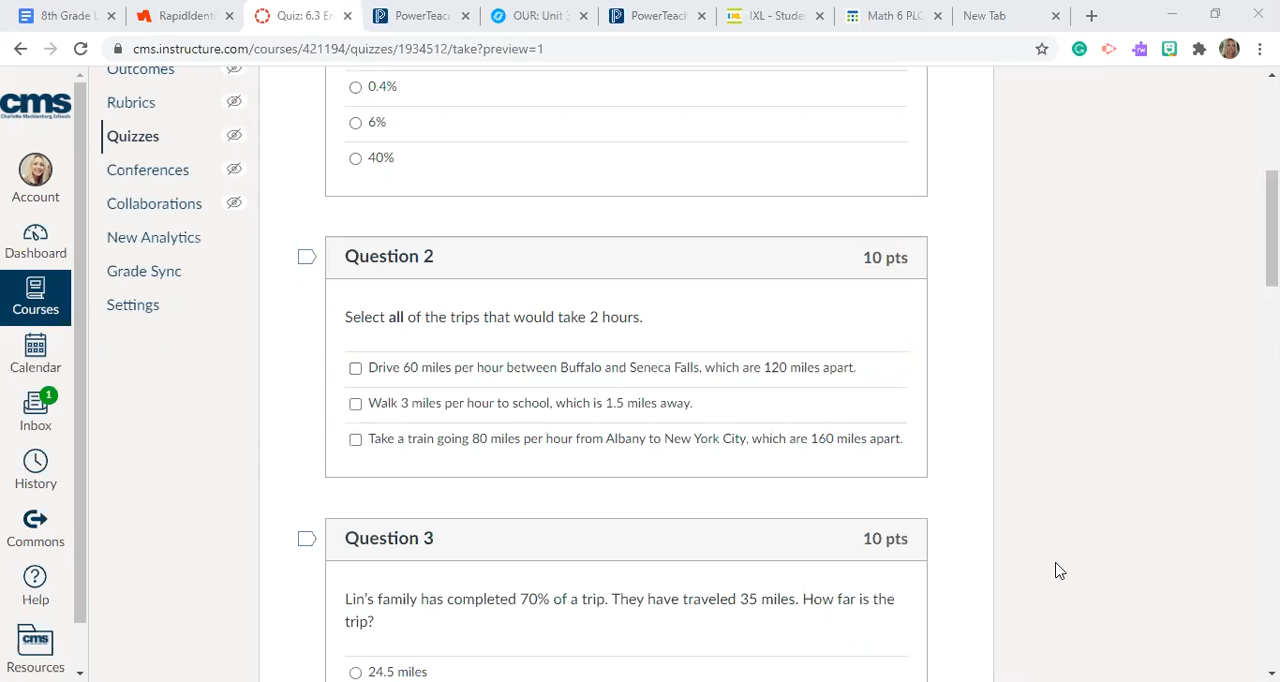 8th Grade
RapidIdent
Quiz: 6.3 Er
PowerTeac
OUR: Unit
PowerTeach
IXL - Stude
Math 6 PLC
New Tab
cms.instructure.com/courses/421194/quizzes/1934512/take?preview=1
cms
Charlotte-Mecklenburg Schools
Account
Dashboard
Courses
Calendar
1
Inbox
History
Commons
Help
cms
Resources
Outcomes
Rubrics
Quizzes
Conferences
Collaborations
New Analytics
Grade Sync
Settings
0.4%
6%
40%
Question 2
10 pts
Select all of the trips that would take 2 hours.
Drive 60 miles per hour between Buffalo and Seneca Falls, which are 120 miles apart.
Walk 3 miles per hour to school, which is 1.5 miles away.
Take a train going 80 miles per hour from Albany to New York City, which are 160 miles apart.
Question 3
10 pts
Lin's family has completed 70% of a trip. They have traveled 35 miles. How far is the
trip?
24.5 miles